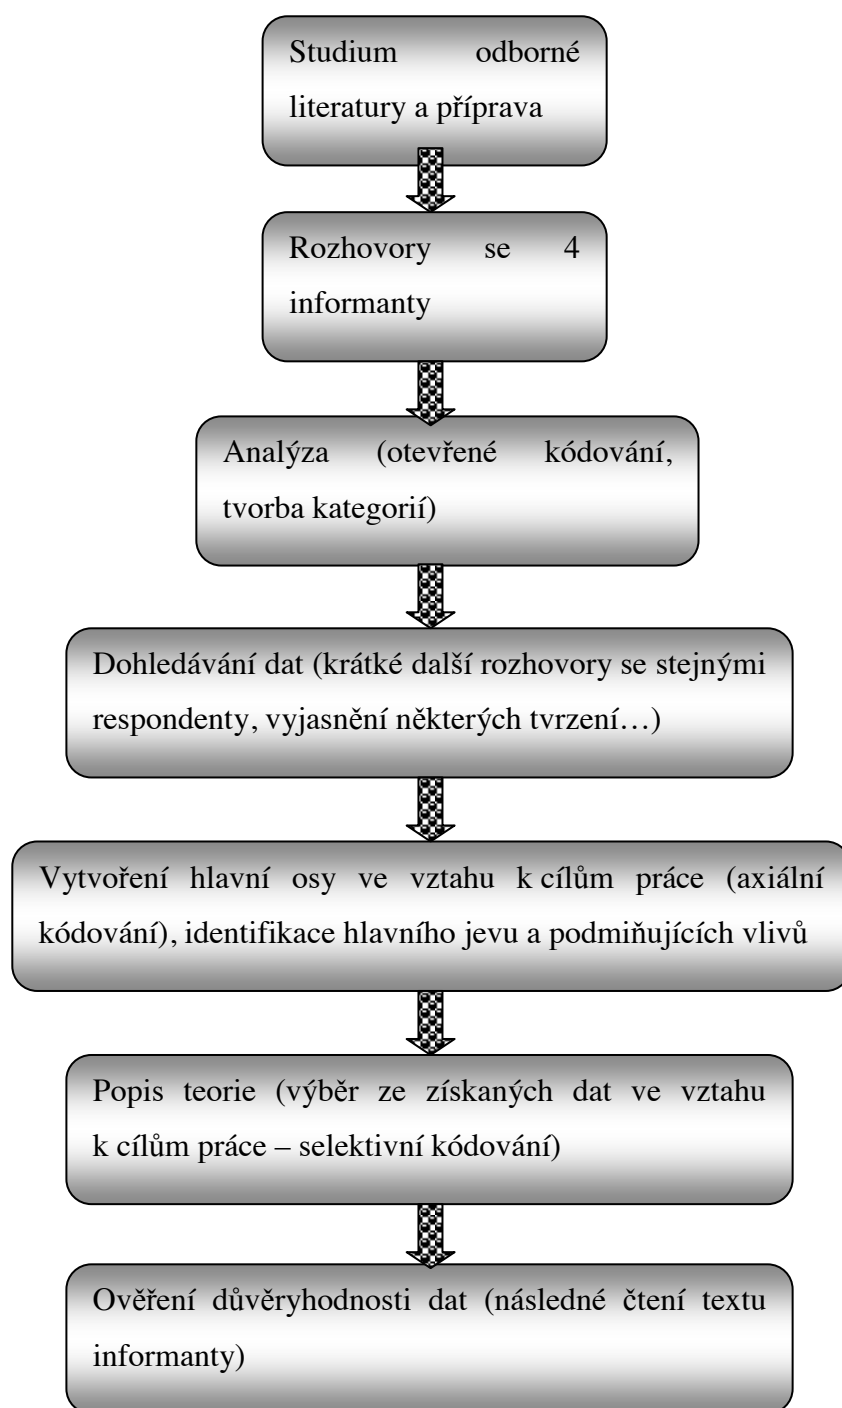 Studium odborné
literatury a příprava
Rozhovory se 4
informanty
Analýza (otevřené kódování,
tvorba kategorií)
Dohledávání dat (krátké další rozhovory se stejnými
respondenty, vyjasnění některých tvrzení…)
Vytvoření hlavní osy ve vztahu k cílům práce (axiální
kódování), identifikace hlavního jevu a podmiňujících vlivů
Popis teorie (výběr ze získaných dat ve vztahu
k cílům práce – selektivní kódování)
Ověření důvěryhodnosti dat (následné čtení textu
informanty)